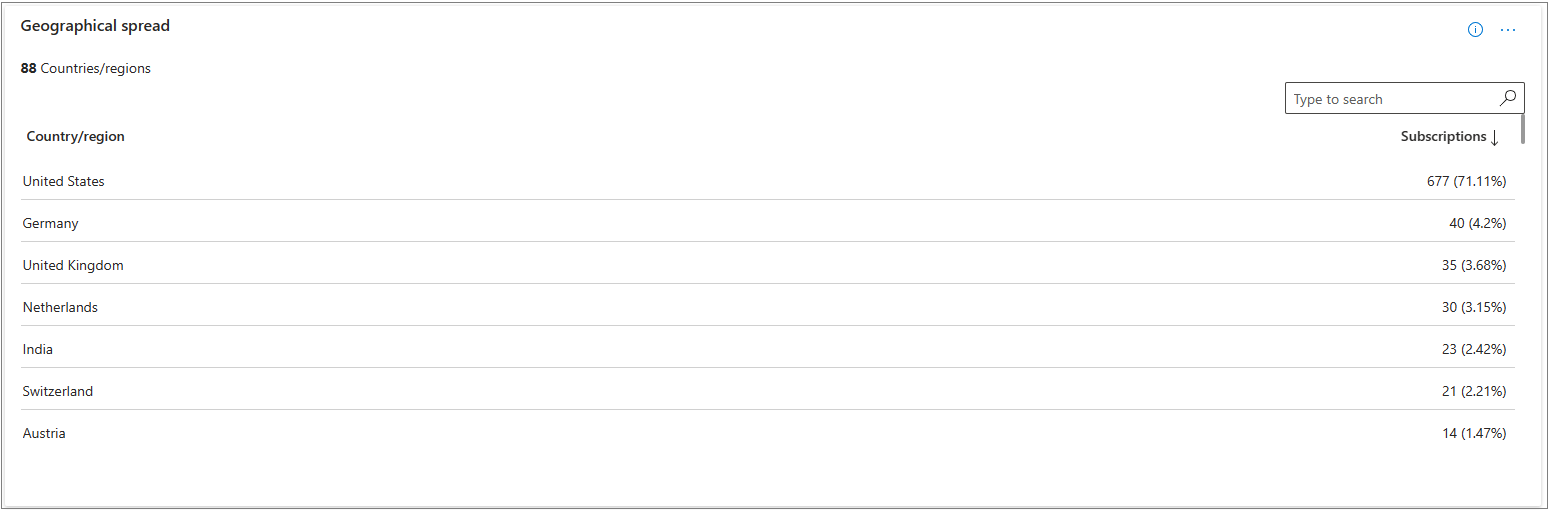 Geographical spread
88 Countries/regions
Type to search
Country/region Subscriptions ↓
United States 677 (71.11%)
Germany 40 (4.2%)
United Kingdom 35 (3.68%)
Netherlands 30 (3.15%)
India 23 (2.42%)
Switzerland 21 (2.21%)
Austria 14 (1.47%)